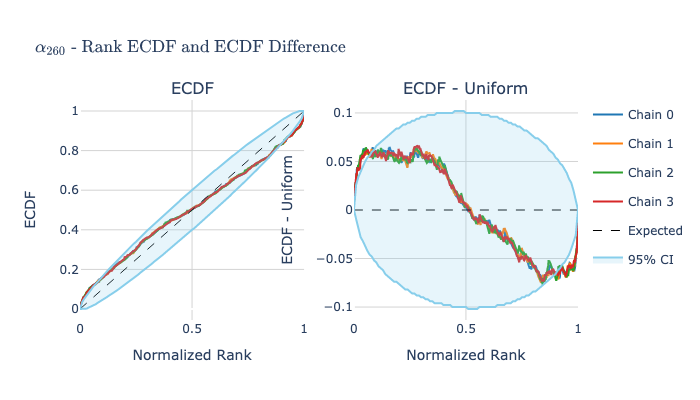 α₂₆₀ - Rank ECDF and ECDF Difference
ECDF
ECDF - Uniform
1
0.8
0.6
0.4
0.2
0
0
0.5
1
ECDF
Normalized Rank
0.1
0.05
0
−0.05
−0.1
0
0.5
1
ECDF - Uniform
Normalized Rank
Chain 0
Chain 1
Chain 2
Chain 3
Expected
95% CI